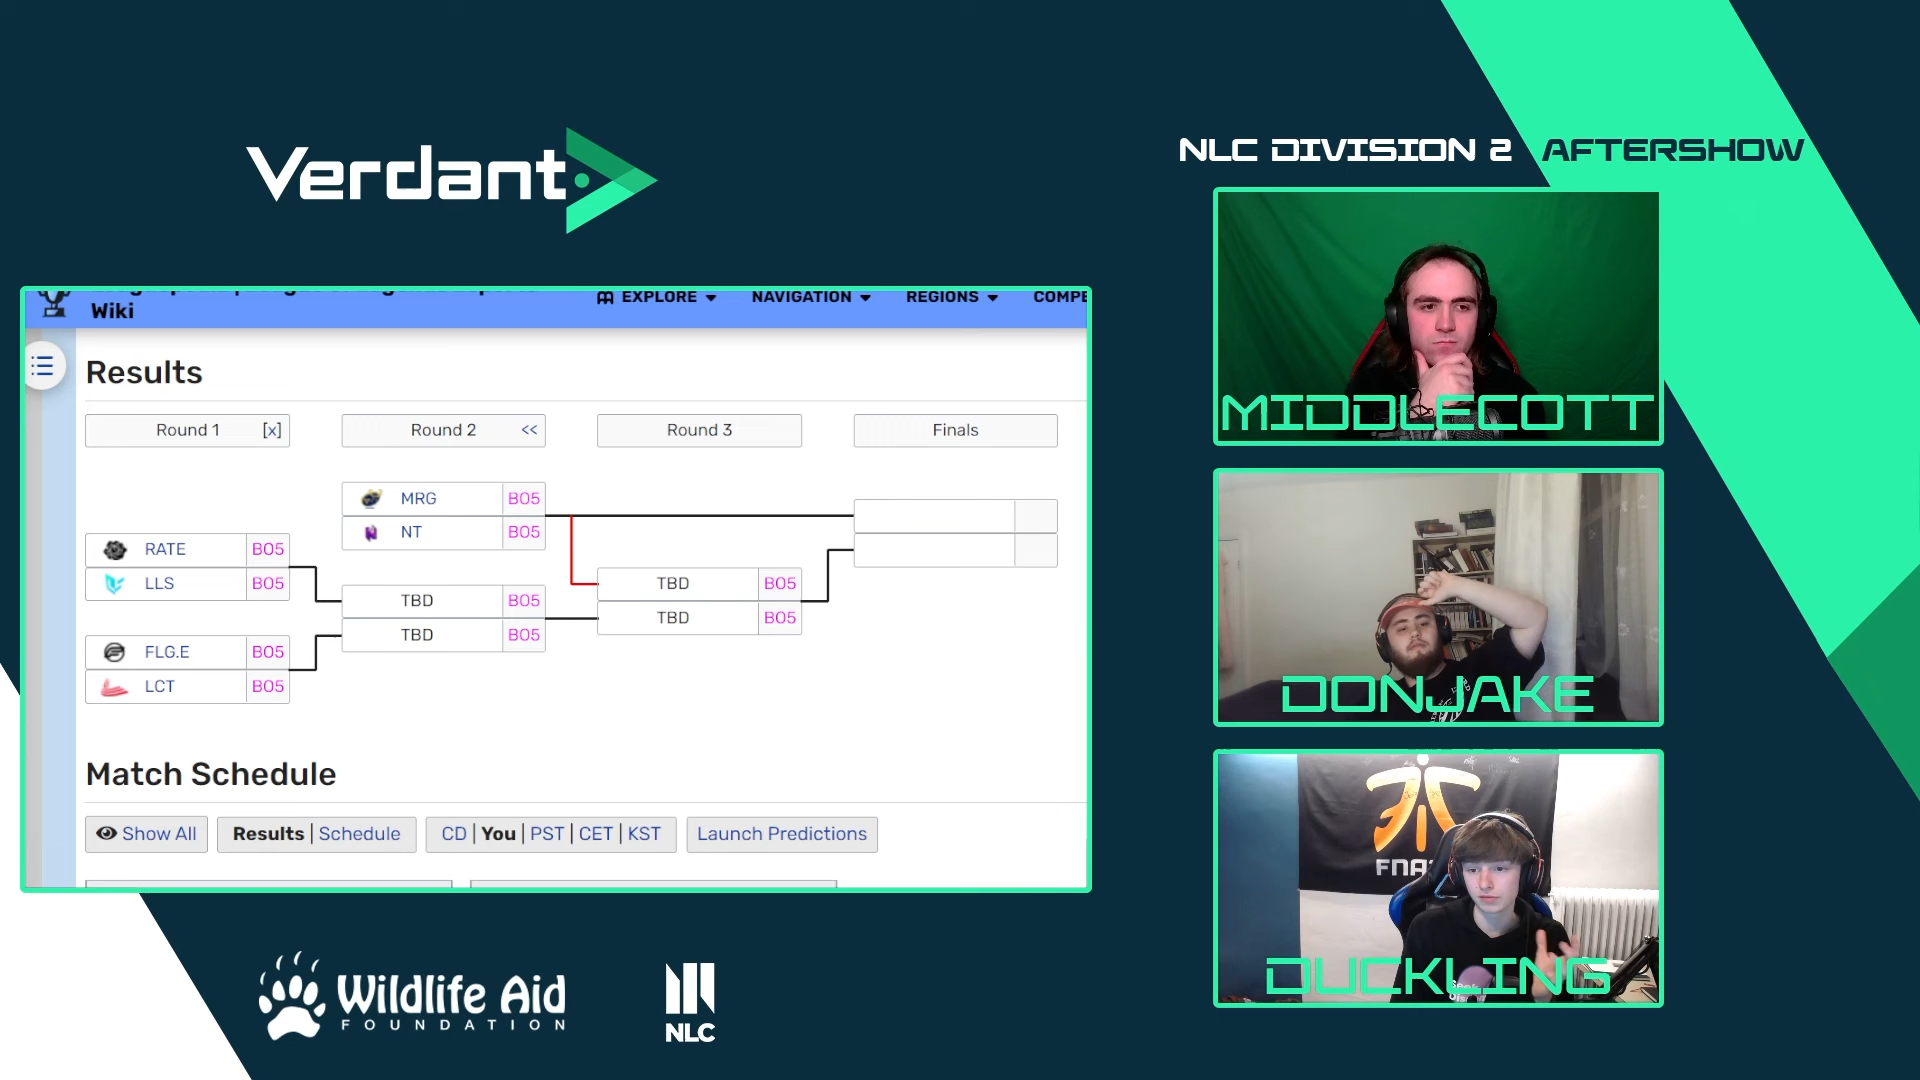 Verdant
NLC DIVISION 2 AFTERSHOW
Wiki
EXPLORE
NAVIGATION
REGIONS
COMPE
Results
Round 1 [x]
Round 2 <<
Round 3
Finals
MRG BO5
NT BO5
RATE BO5
LLS BO5
TBD BO5
TBD BO5
TBD BO5
TBD BO5
FLG.E BO5
LCT BO5
Match Schedule
Show All
Results | Schedule
CD | You | PST | CET | KST
Launch Predictions
MIDDLECOTT
DONJAKE
FNA
DUCKLING
Wildlife Aid
FOUNDATION
NLC